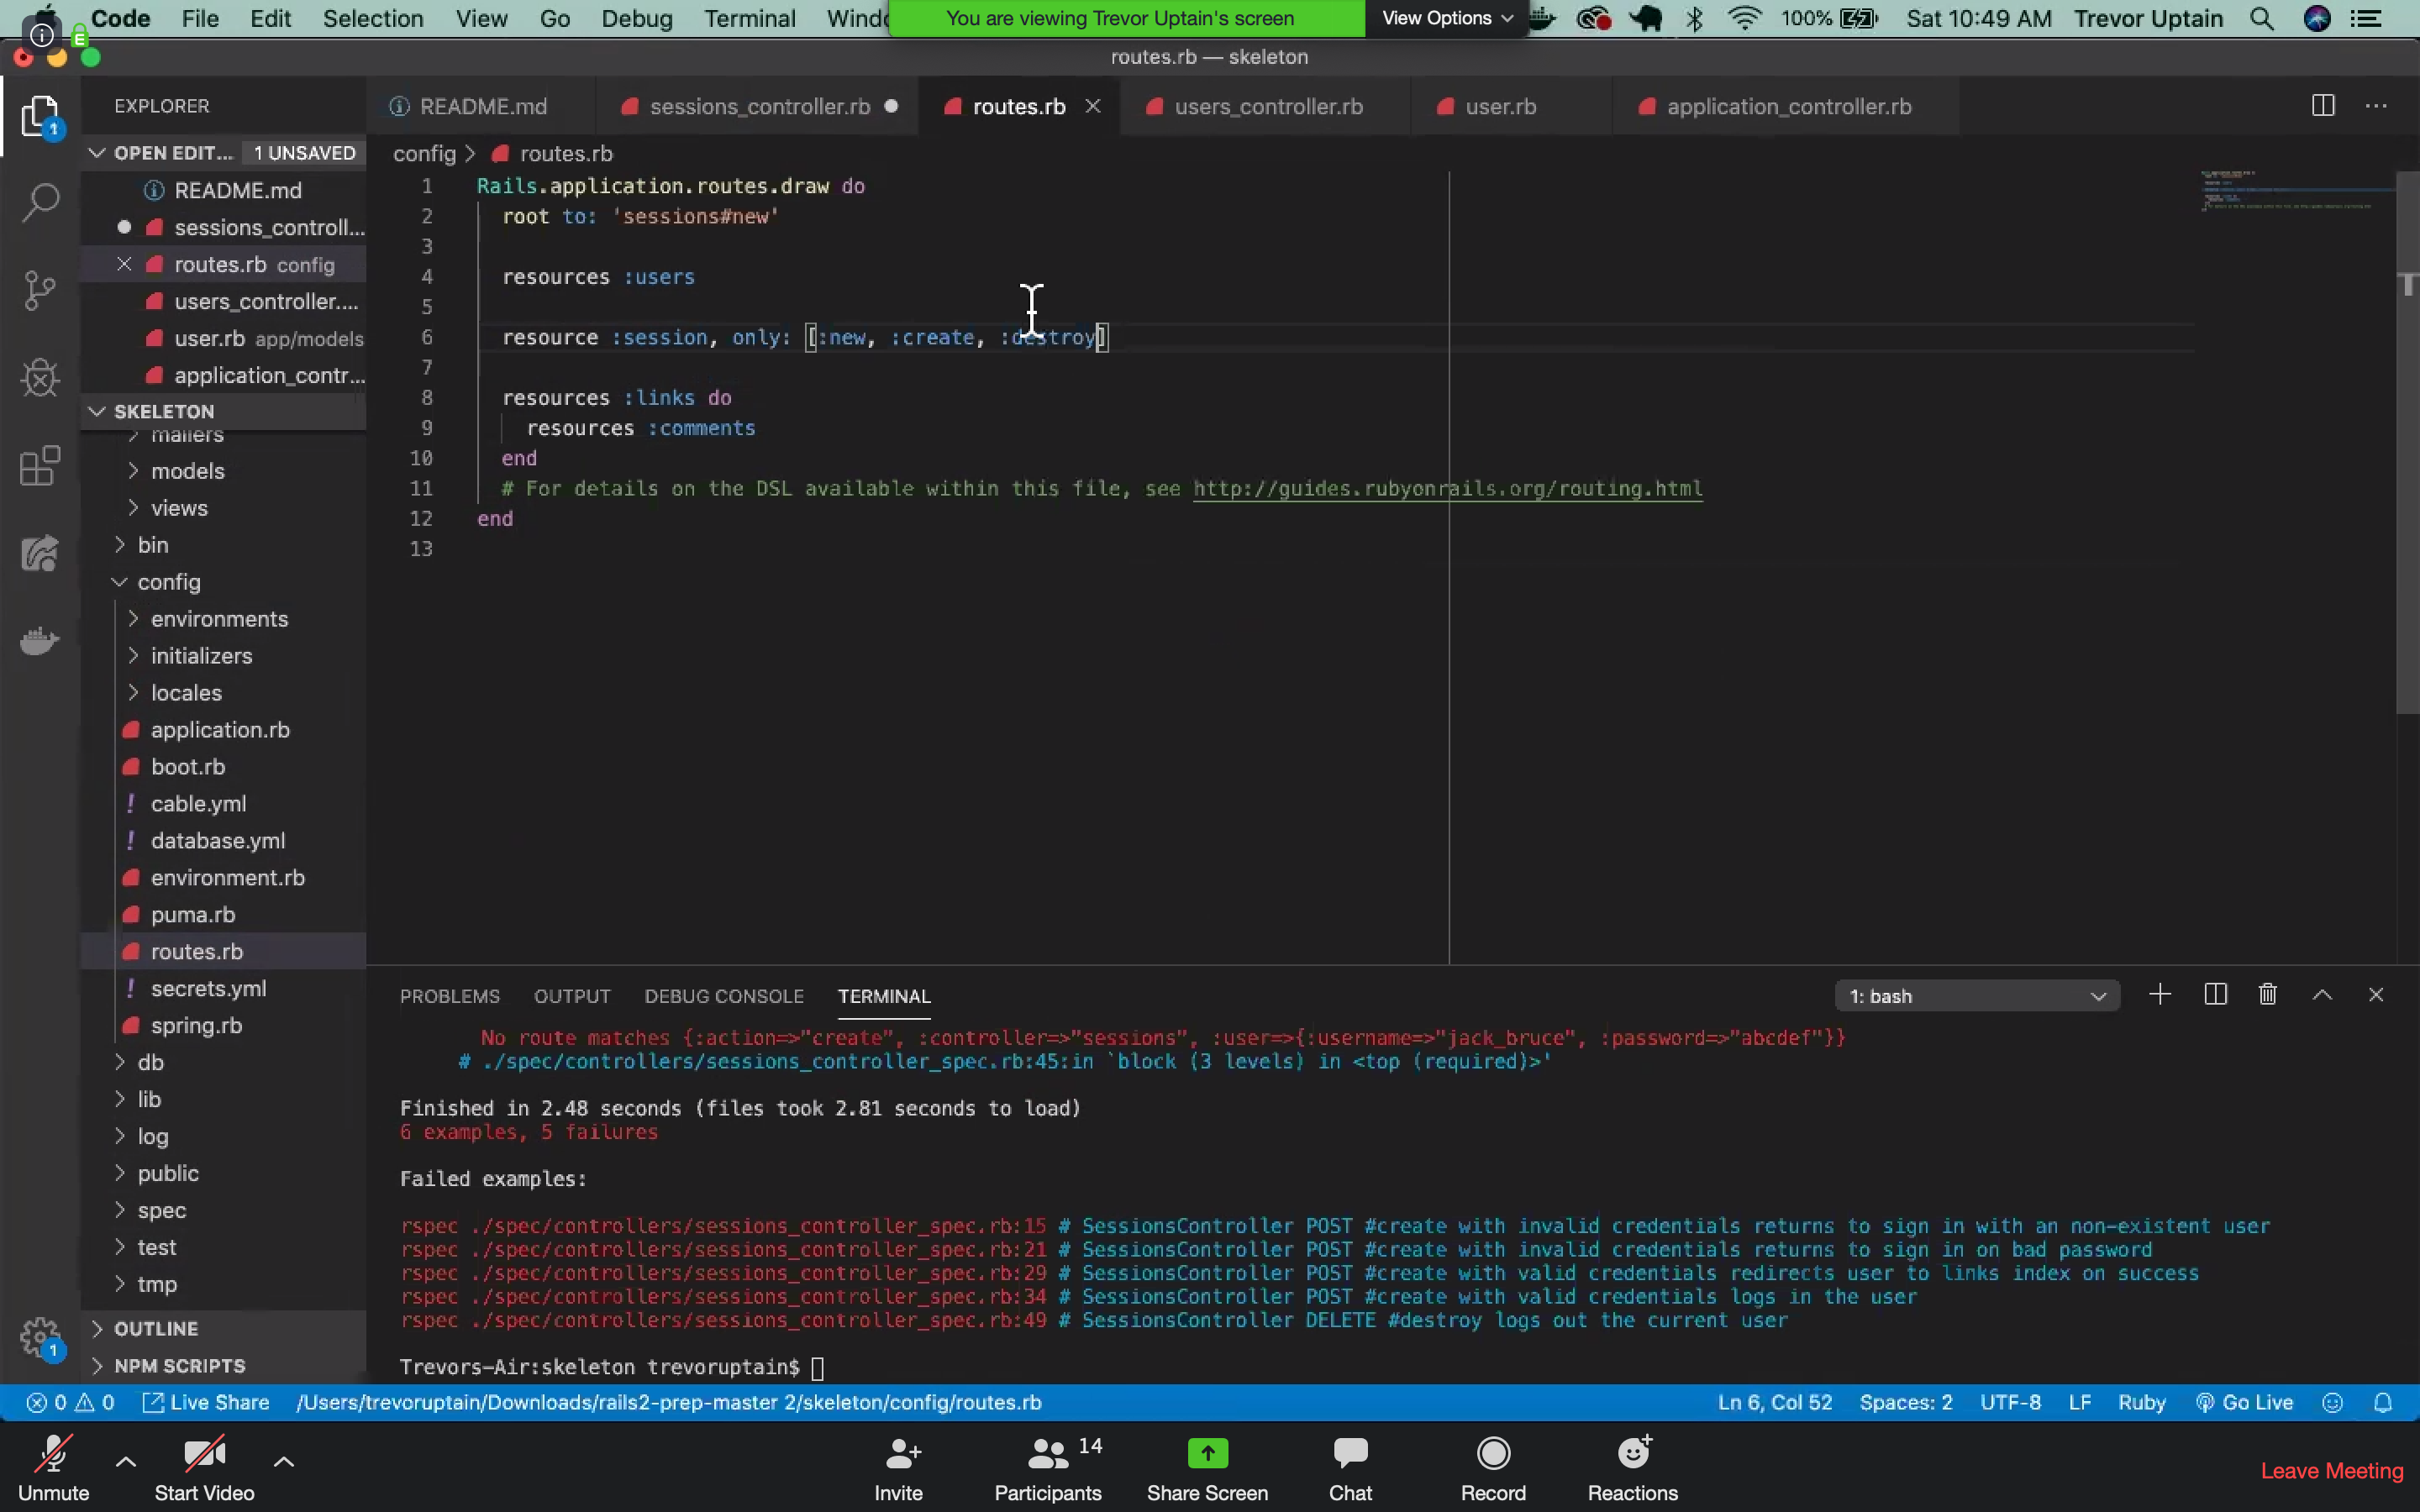 Code File Edit Selection View Go Debug Terminal Windo You are viewing Trevor Uptain's screen View Options 100% Sat 10:49 AM Trevor Uptain
routes.rb — skeleton
EXPLORER
OPEN EDIT... 1 UNSAVED
README.md
sessions_controll...
routes.rb config
users_controller....
user.rb app/models
application_contr...
SKELETON
mailers
models
views
bin
config
environments
initializers
locales
application.rb
boot.rb
cable.yml
database.yml
environment.rb
puma.rb
routes.rb
secrets.yml
spring.rb
db
lib
log
public
spec
test
tmp
OUTLINE
NPM SCRIPTS
1
1
README.md sessions_controller.rb routes.rb users_controller.rb user.rb application_controller.rb
config > routes.rb
1 Rails.application.routes.draw do
2 root to: 'sessions#new'
3
4 resources :users
5
6 resource :session, only: [:new, :create, :destroy]
7
8 resources :links do
9 resources :comments
10 end
11 # For details on the DSL available within this file, see http://guides.rubyonrails.org/routing.html
12 end
13
PROBLEMS OUTPUT DEBUG CONSOLE TERMINAL 1: bash
No route matches {:action=>"create", :controller=>"sessions", :user=>{:username=>"jack_bruce", :password=>"abcdef"}}
# ./spec/controllers/sessions_controller_spec.rb:45:in `block (3 levels) in <top (required)>'
Finished in 2.48 seconds (files took 2.81 seconds to load)
6 examples, 5 failures
Failed examples:
rspec ./spec/controllers/sessions_controller_spec.rb:15 # SessionsController POST #create with invalid credentials returns to sign in with an non-existent user
rspec ./spec/controllers/sessions_controller_spec.rb:21 # SessionsController POST #create with invalid credentials returns to sign in on bad password
rspec ./spec/controllers/sessions_controller_spec.rb:29 # SessionsController POST #create with valid credentials redirects user to links index on success
rspec ./spec/controllers/sessions_controller_spec.rb:34 # SessionsController POST #create with valid credentials logs in the user
rspec ./spec/controllers/sessions_controller_spec.rb:49 # SessionsController DELETE #destroy logs out the current user
Trevors-Air:skeleton trevoruptain$
0 0 Live Share /Users/trevoruptain/Downloads/rails2-prep-master 2/skeleton/config/routes.rb Ln 6, Col 52 Spaces: 2 UTF-8 LF Ruby Go Live
Unmute Start Video Invite Participants 14 Share Screen Chat Record Reactions Leave Meeting